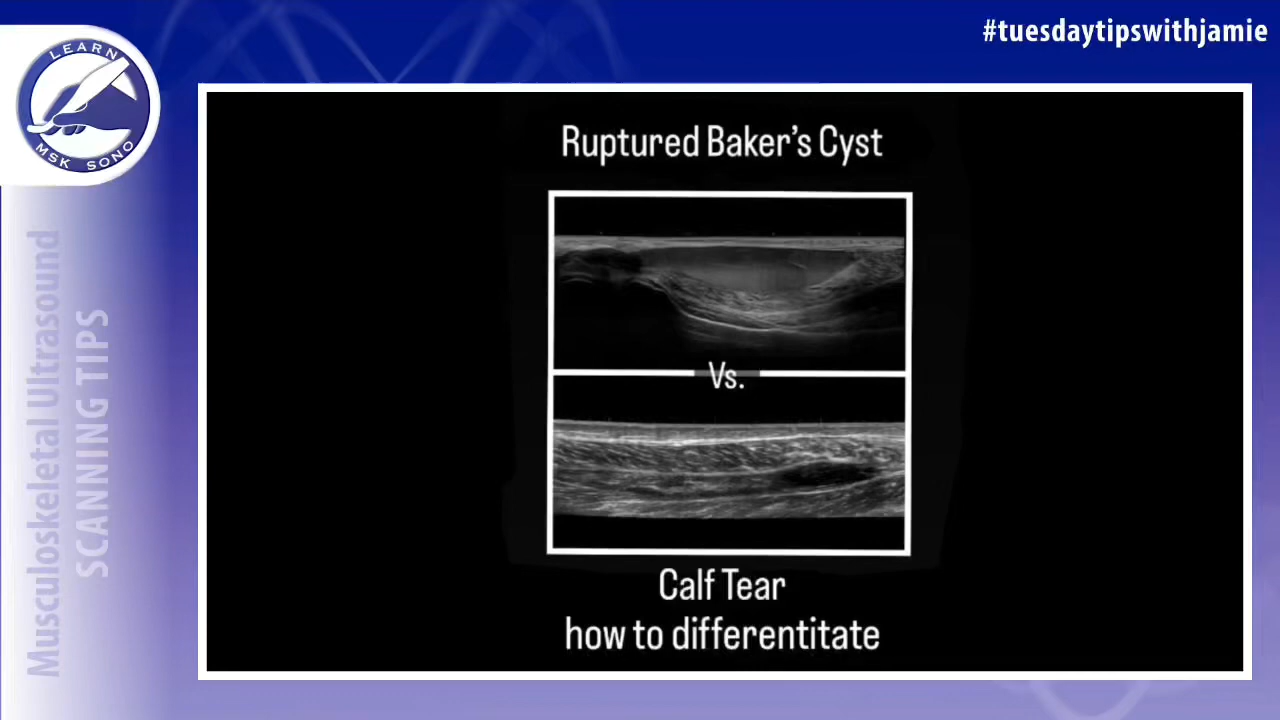 #tuesdaytipswithjamie
LEARN
MSK SONO
Musculoskeletal Ultrasound
SCANNING TIPS
Ruptured Baker's Cyst
Vs.
Calf Tear
how to differentitate